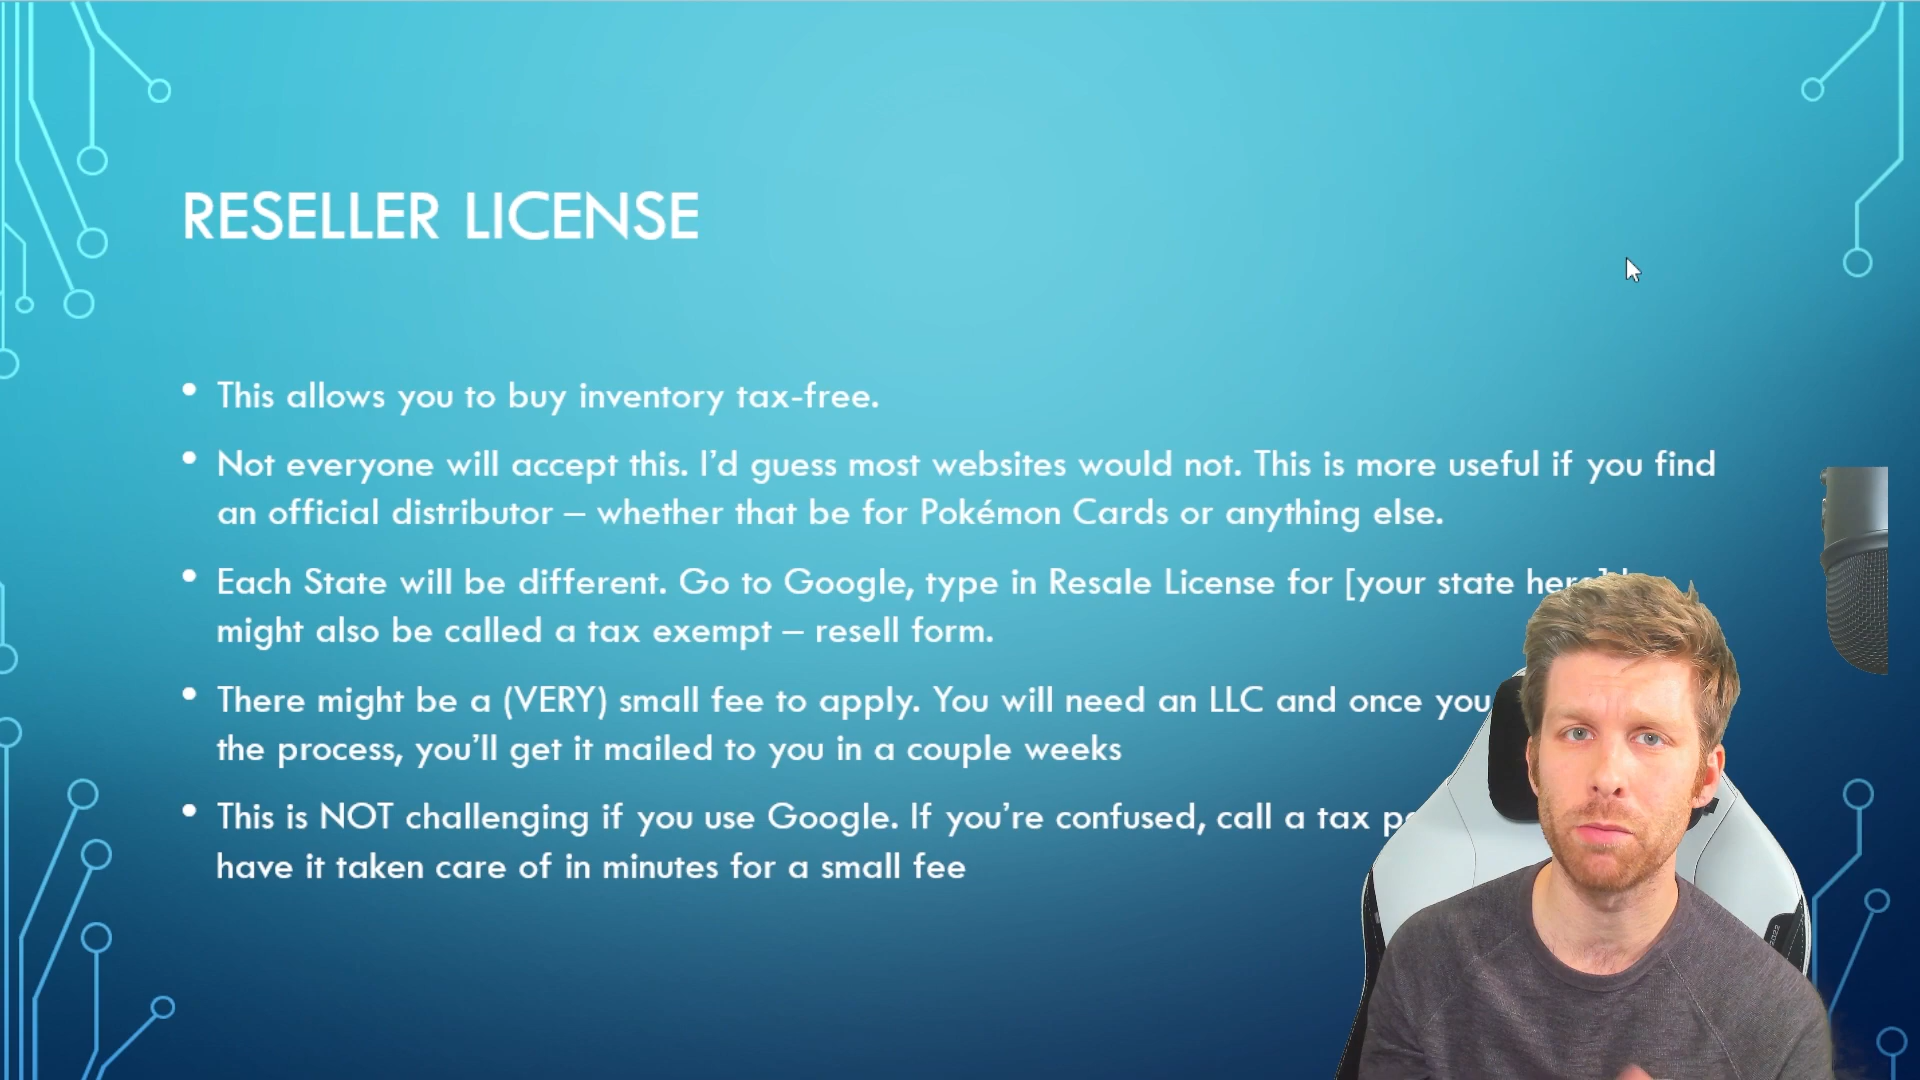 RESELLER LICENSE
• This allows you to buy inventory tax-free.
• Not everyone will accept this. I’d guess most websites would not. This is more useful if you find
an official distributor – whether that be for Pokémon Cards or anything else.
• Each State will be different. Go to Google, type in Resale License for [your state here]
might also be called a tax exempt – resell form.
• There might be a (VERY) small fee to apply. You will need an LLC and once you
the process, you’ll get it mailed to you in a couple weeks
• This is NOT challenging if you use Google. If you’re confused, call a tax
have it taken care of in minutes for a small fee
2022